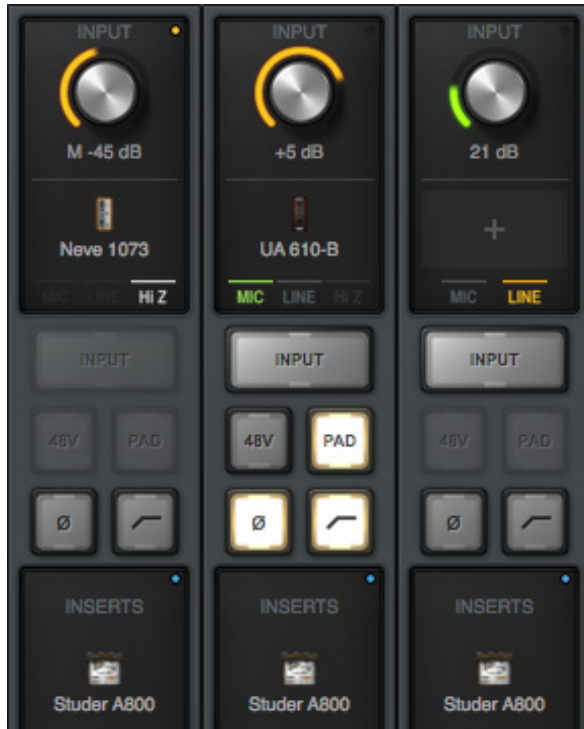 INPUT INPUT INPUT
M -45 dB +5 dB 21 dB
+
Neve 1073 UA 610-B
MIC LINE Hi Z MIC LINE Hi Z MIC LINE
INPUT INPUT INPUT
48V PAD 48V PAD 48V PAD
Ø Ø Ø
INSERTS INSERTS INSERTS
Studer A800 Studer A800 Studer A800